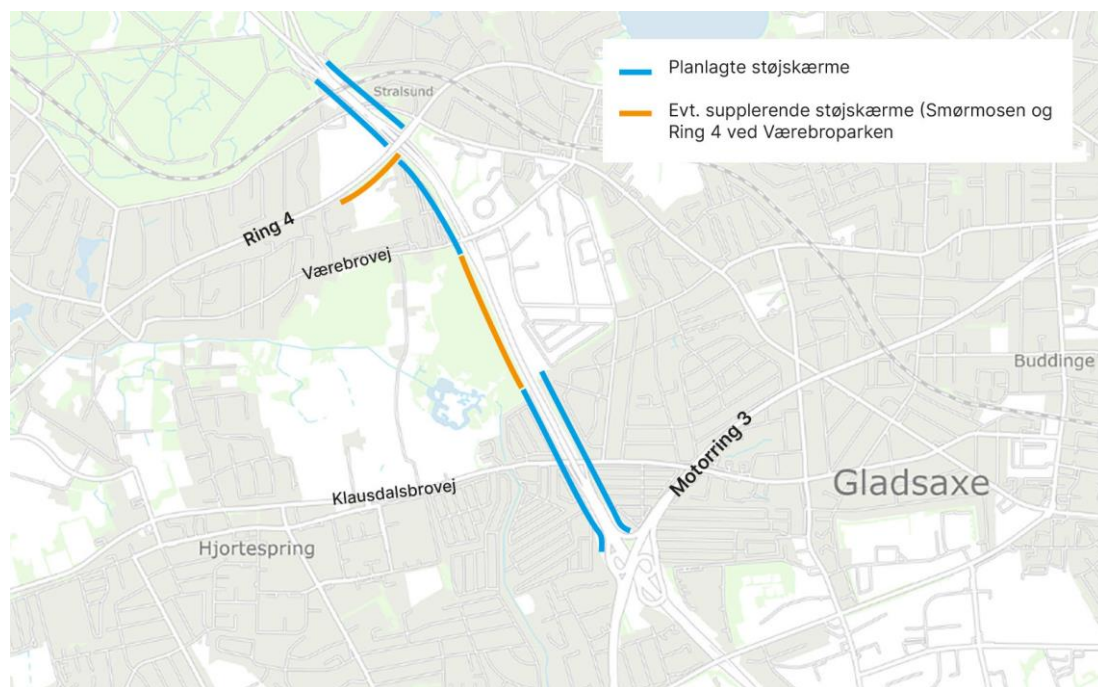 Planlagte støjskærme
Evt. supplerende støjskærme (Smørmosen og
Ring 4 ved Værebroparken
Stralsund
Ring 4
Værebrovej
Buddinge
Motorring 3
Gladsaxe
Klausdalsbrovej
Hjortespring